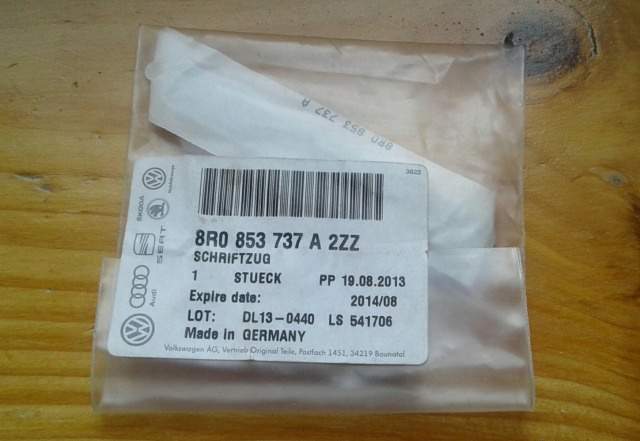 8R0 853 737 A
3622
8R0 853 737 A 2ZZ
SCHRIFTZUG
1 STUECK PP 19.08.2013
Expire date: 2014/08
LOT: DL13-0440 LS 541706
Made in GERMANY
Volkswagen AG, Vertrieb Original Teile, Postfach 1451, 34219 Baunatal
SKODA
SEAT
Audi